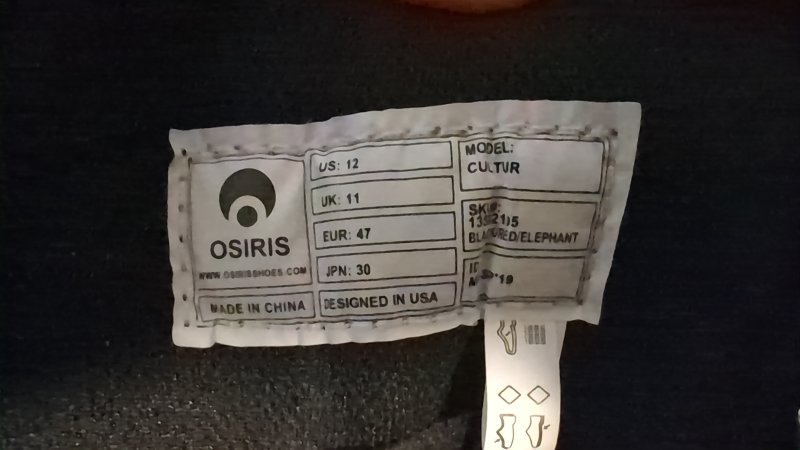 OSIRIS
WWW.OSIRISSHOES.COM
MADE IN CHINA
US: 12
UK: 11
EUR: 47
JPN: 30
DESIGNED IN USA
MODEL:
CULTUR